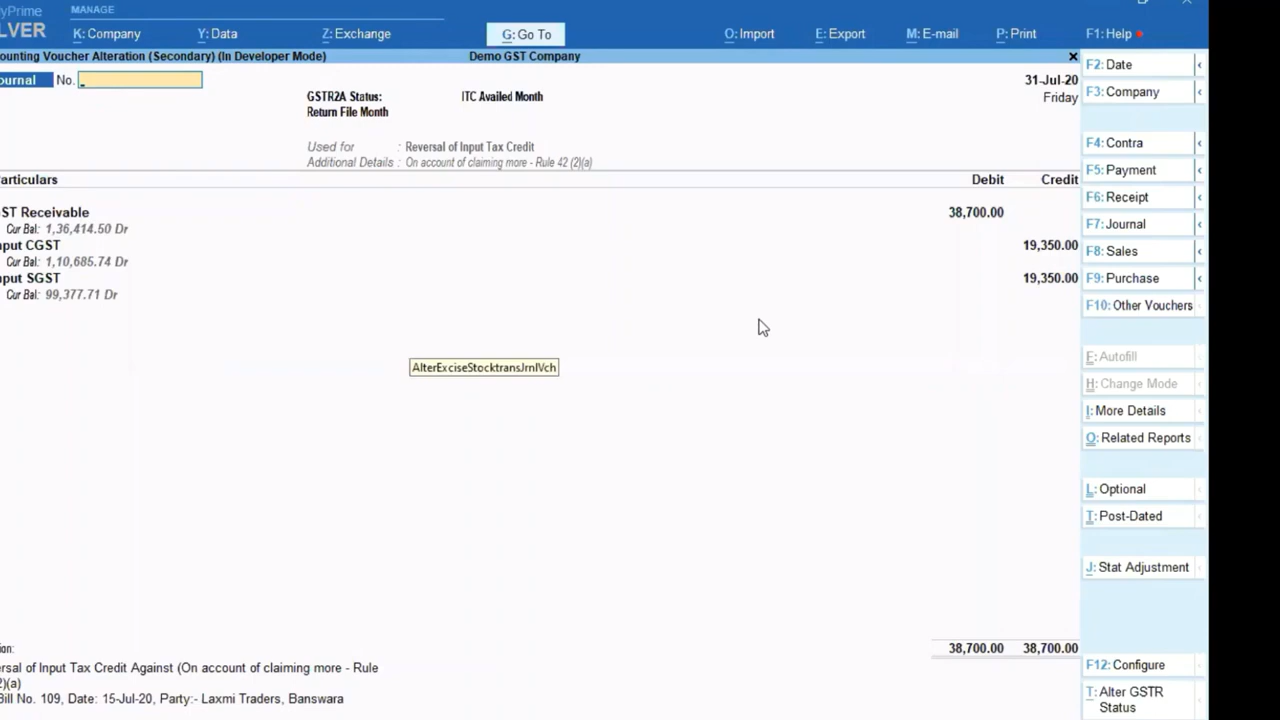 yPrime
MANAGE
LVER
K: Company
Y: Data
Z: Exchange
G: Go To
O: Import
E: Export
M: E-mail
P: Print
F1: Help
ounting Voucher Alteration (Secondary) (In Developer Mode)
Demo GST Company
ournal No.
31-Jul-20
Friday
GSTR2A Status:
ITC Availed Month
Return File Month
Used for : Reversal of Input Tax Credit
Additional Details : On account of claiming more - Rule 42 (2)(a)
articulars Debit Credit
ST Receivable 38,700.00
Cur Bal: 1,36,414.50 Dr
nput CGST 19,350.00
Cur Bal: 1,10,685.74 Dr
nput SGST 19,350.00
Cur Bal: 99,377.71 Dr
AlterExciseStocktransJrnlVch
on:
38,700.00 38,700.00
ersal of Input Tax Credit Against (On account of claiming more - Rule
2)(a)
Bill No. 109, Date: 15-Jul-20, Party:- Laxmi Traders, Banswara
F2: Date
F3: Company
F4: Contra
F5: Payment
F6: Receipt
F7: Journal
F8: Sales
F9: Purchase
F10: Other Vouchers
E: Autofill
H: Change Mode
I: More Details
O: Related Reports
L: Optional
T: Post-Dated
J: Stat Adjustment
F12: Configure
T: Alter GSTR
Status